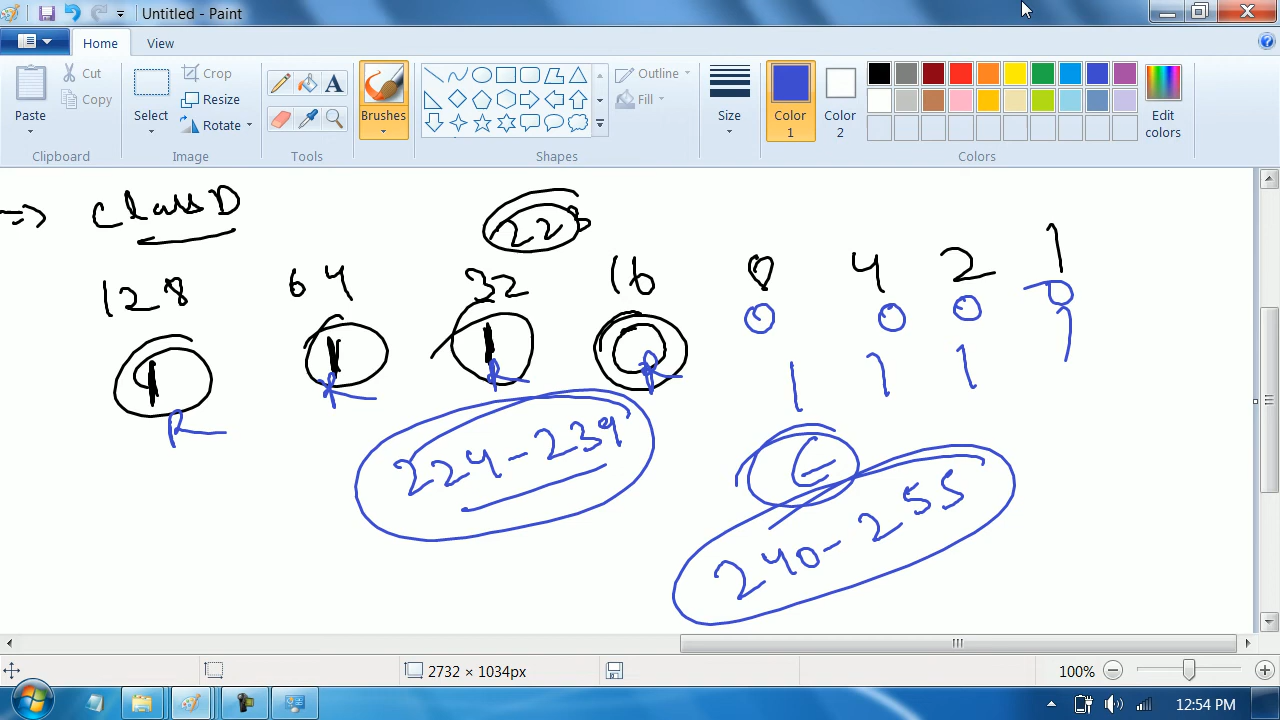 Untitled - Paint
Home View
Paste
Cut
Copy
Clipboard
Select
Crop
Resize
Rotate
Image
Tools
Brushes
Shapes
Outline
Fill
Size
Color 1
Color 2
Edit colors
Colors
=> class D
223
128 64 32 16 8 4 2 1
1 1 1 0 0 0 0 0
R R R R 1 1 1 1
224-239
240-255
2732 × 1034px
100%
12:54 PM